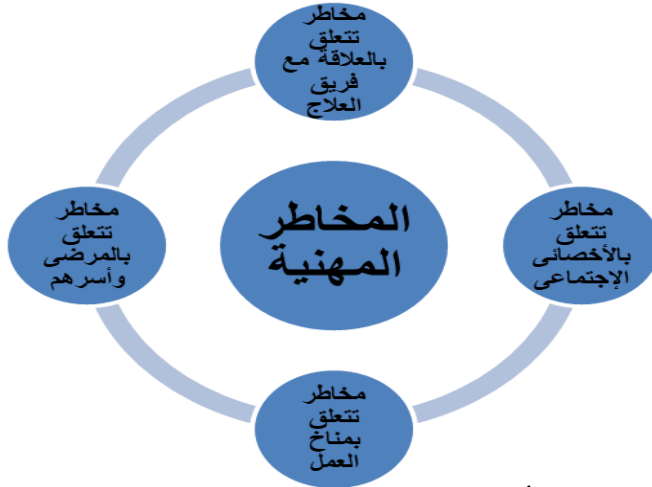 مخاطر
تتعلق
بالعلاقة مع
فريق
العلاج
المخاطر
المهنية
مخاطر
تتعلق
بالأخصائى
الإجتماعى
مخاطر
تتعلق
بمناخ
العمل
مخاطر
تتعلق
بالمرضى
وأسرهم